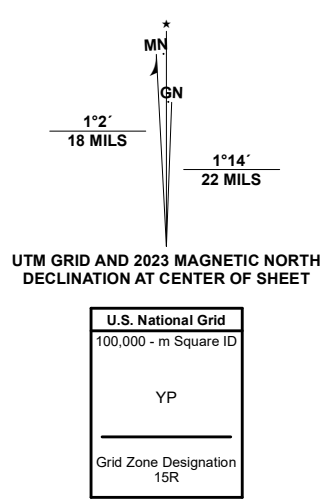 MN
GN
1°2´
18 MILS
1°14´
22 MILS
UTM GRID AND 2023 MAGNETIC NORTH
DECLINATION AT CENTER OF SHEET
U.S. National Grid
100,000 - m Square ID
YP
Grid Zone Designation
15R